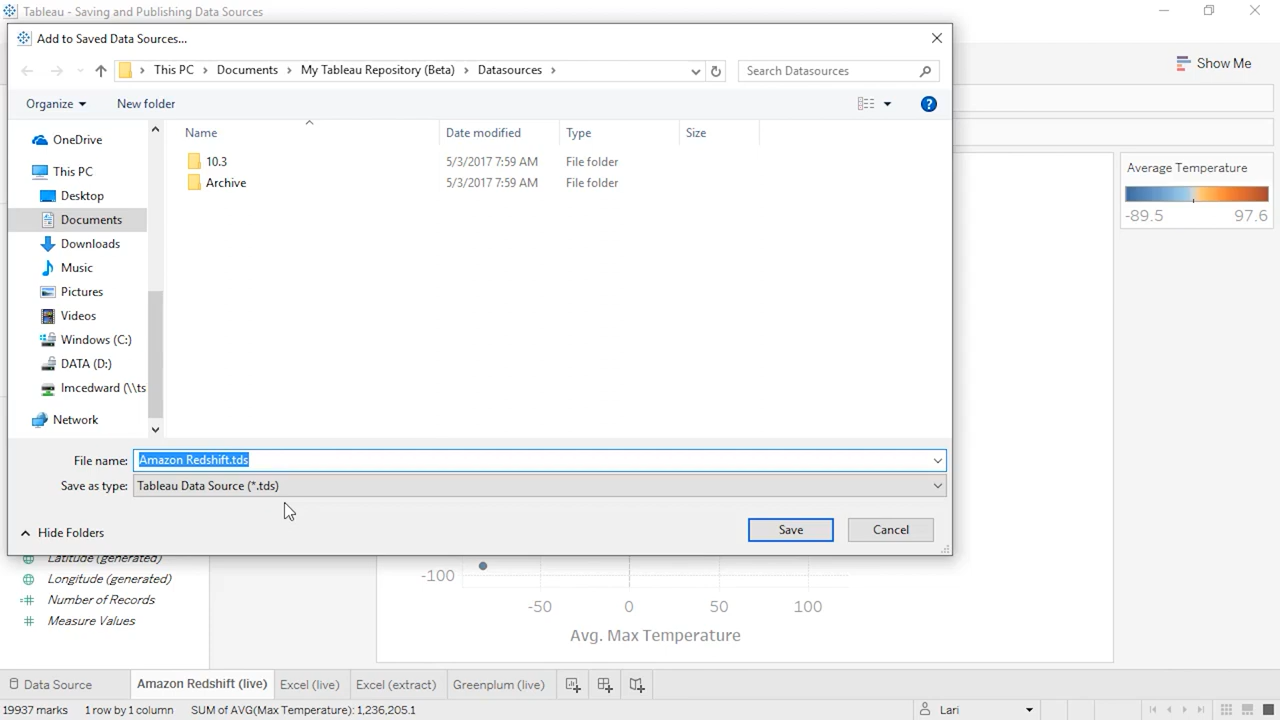 Tableau - Saving and Publishing Data Sources
Add to Saved Data Sources...
This PC > Documents > My Tableau Repository (Beta) > Datasources >
Search Datasources
Show Me
Organize
New folder
Name
Date modified
Type
Size
10.3
5/3/2017 7:59 AM
File folder
Archive
5/3/2017 7:59 AM
File folder
OneDrive
This PC
Desktop
Documents
Downloads
Music
Pictures
Videos
Windows (C:)
DATA (D:)
lmcedward (\\ts
Network
Average Temperature
-89.5
97.6
File name:
Amazon Redshift.tds
Save as type:
Tableau Data Source (*.tds)
Hide Folders
Save
Cancel
Latitude (generated)
Longitude (generated)
Number of Records
Measure Values
-100
-50
0
50
100
Avg. Max Temperature
Data Source
Amazon Redshift (live)
Excel (live)
Excel (extract)
Greenplum (live)
19937 marks
1 row by 1 column
SUM of AVG(Max Temperature): 1,236,205.1
Lari